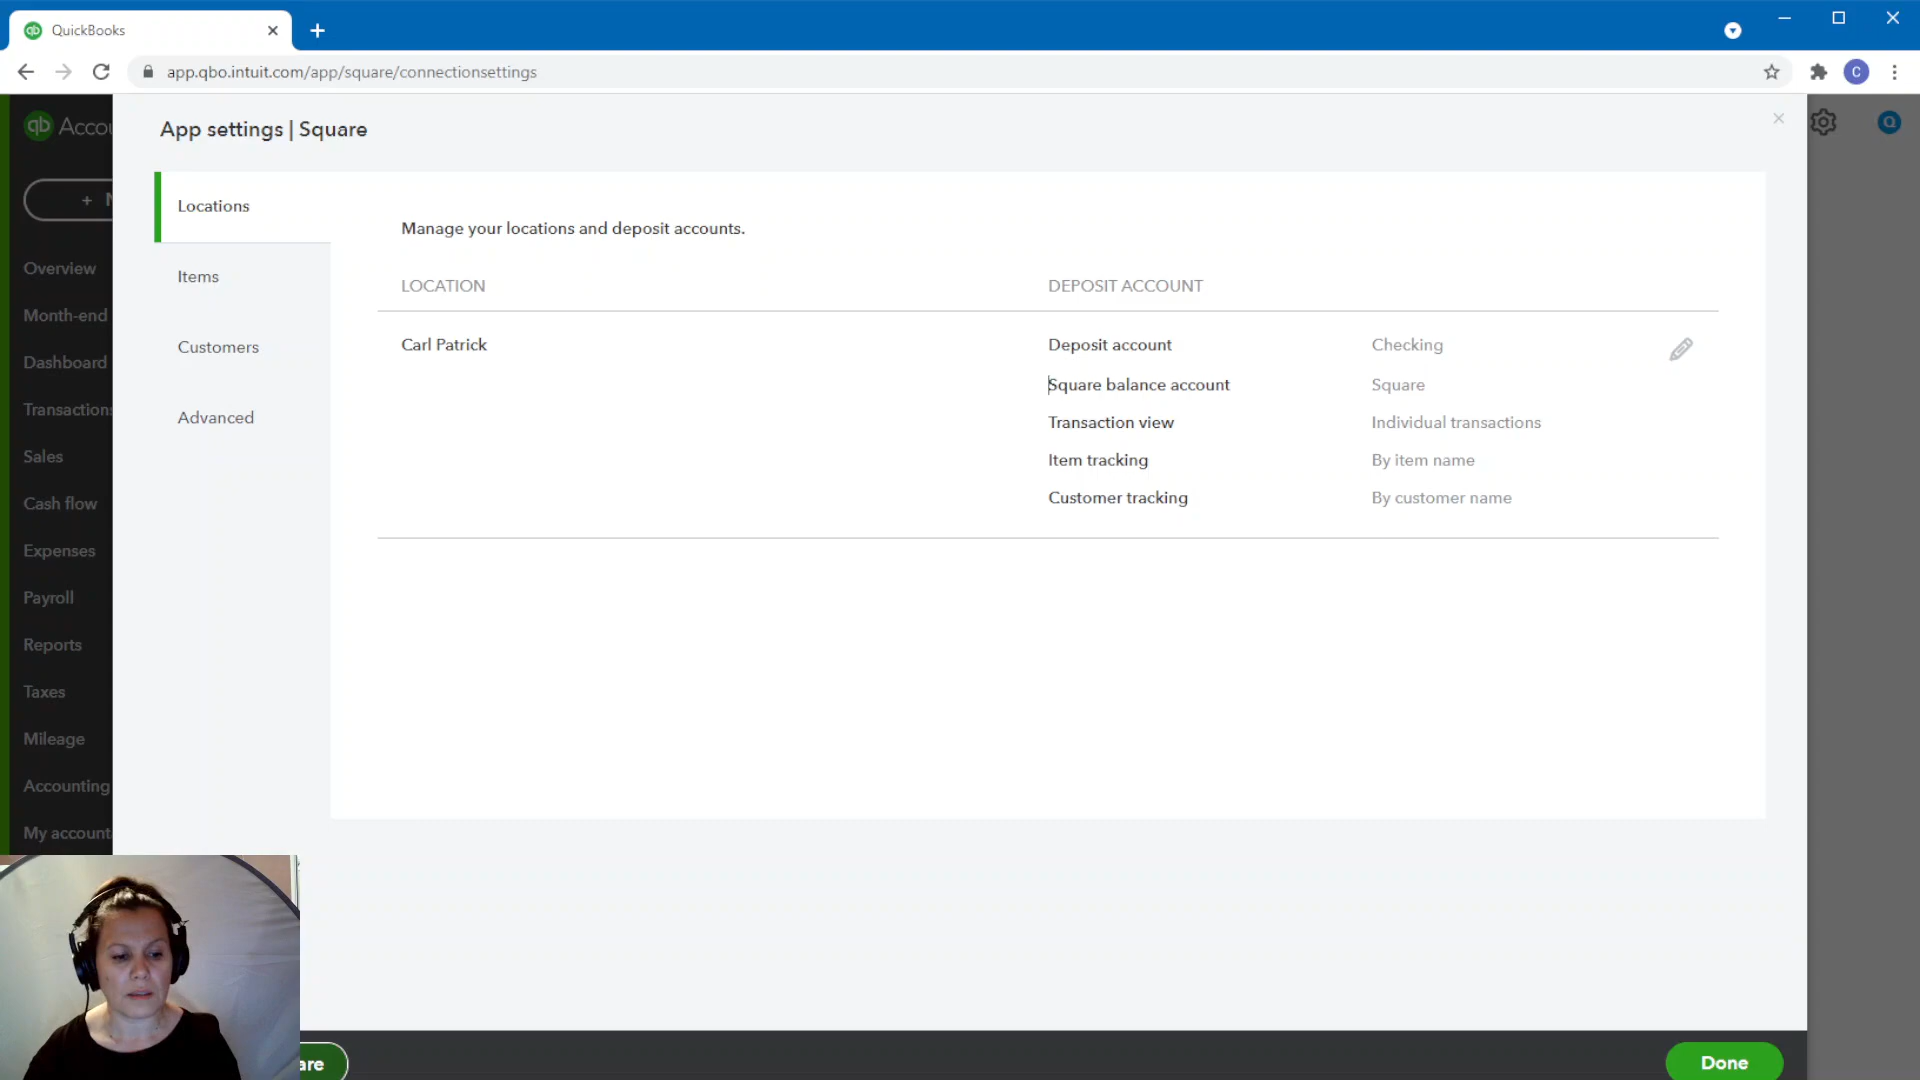 QuickBooks
app.qbo.intuit.com/app/square/connectionsettings
C
qb Accou
App settings | Square
Q
+ N
Locations
Items
Customers
Advanced
Overview
Month-end
Dashboard
Transactions
Sales
Cash flow
Expenses
Payroll
Reports
Taxes
Mileage
Accounting
My account
Manage your locations and deposit accounts.
LOCATION DEPOSIT ACCOUNT
Carl Patrick Deposit account Checking
Square balance account Square
Transaction view Individual transactions
Item tracking By item name
Customer tracking By customer name
are
Done